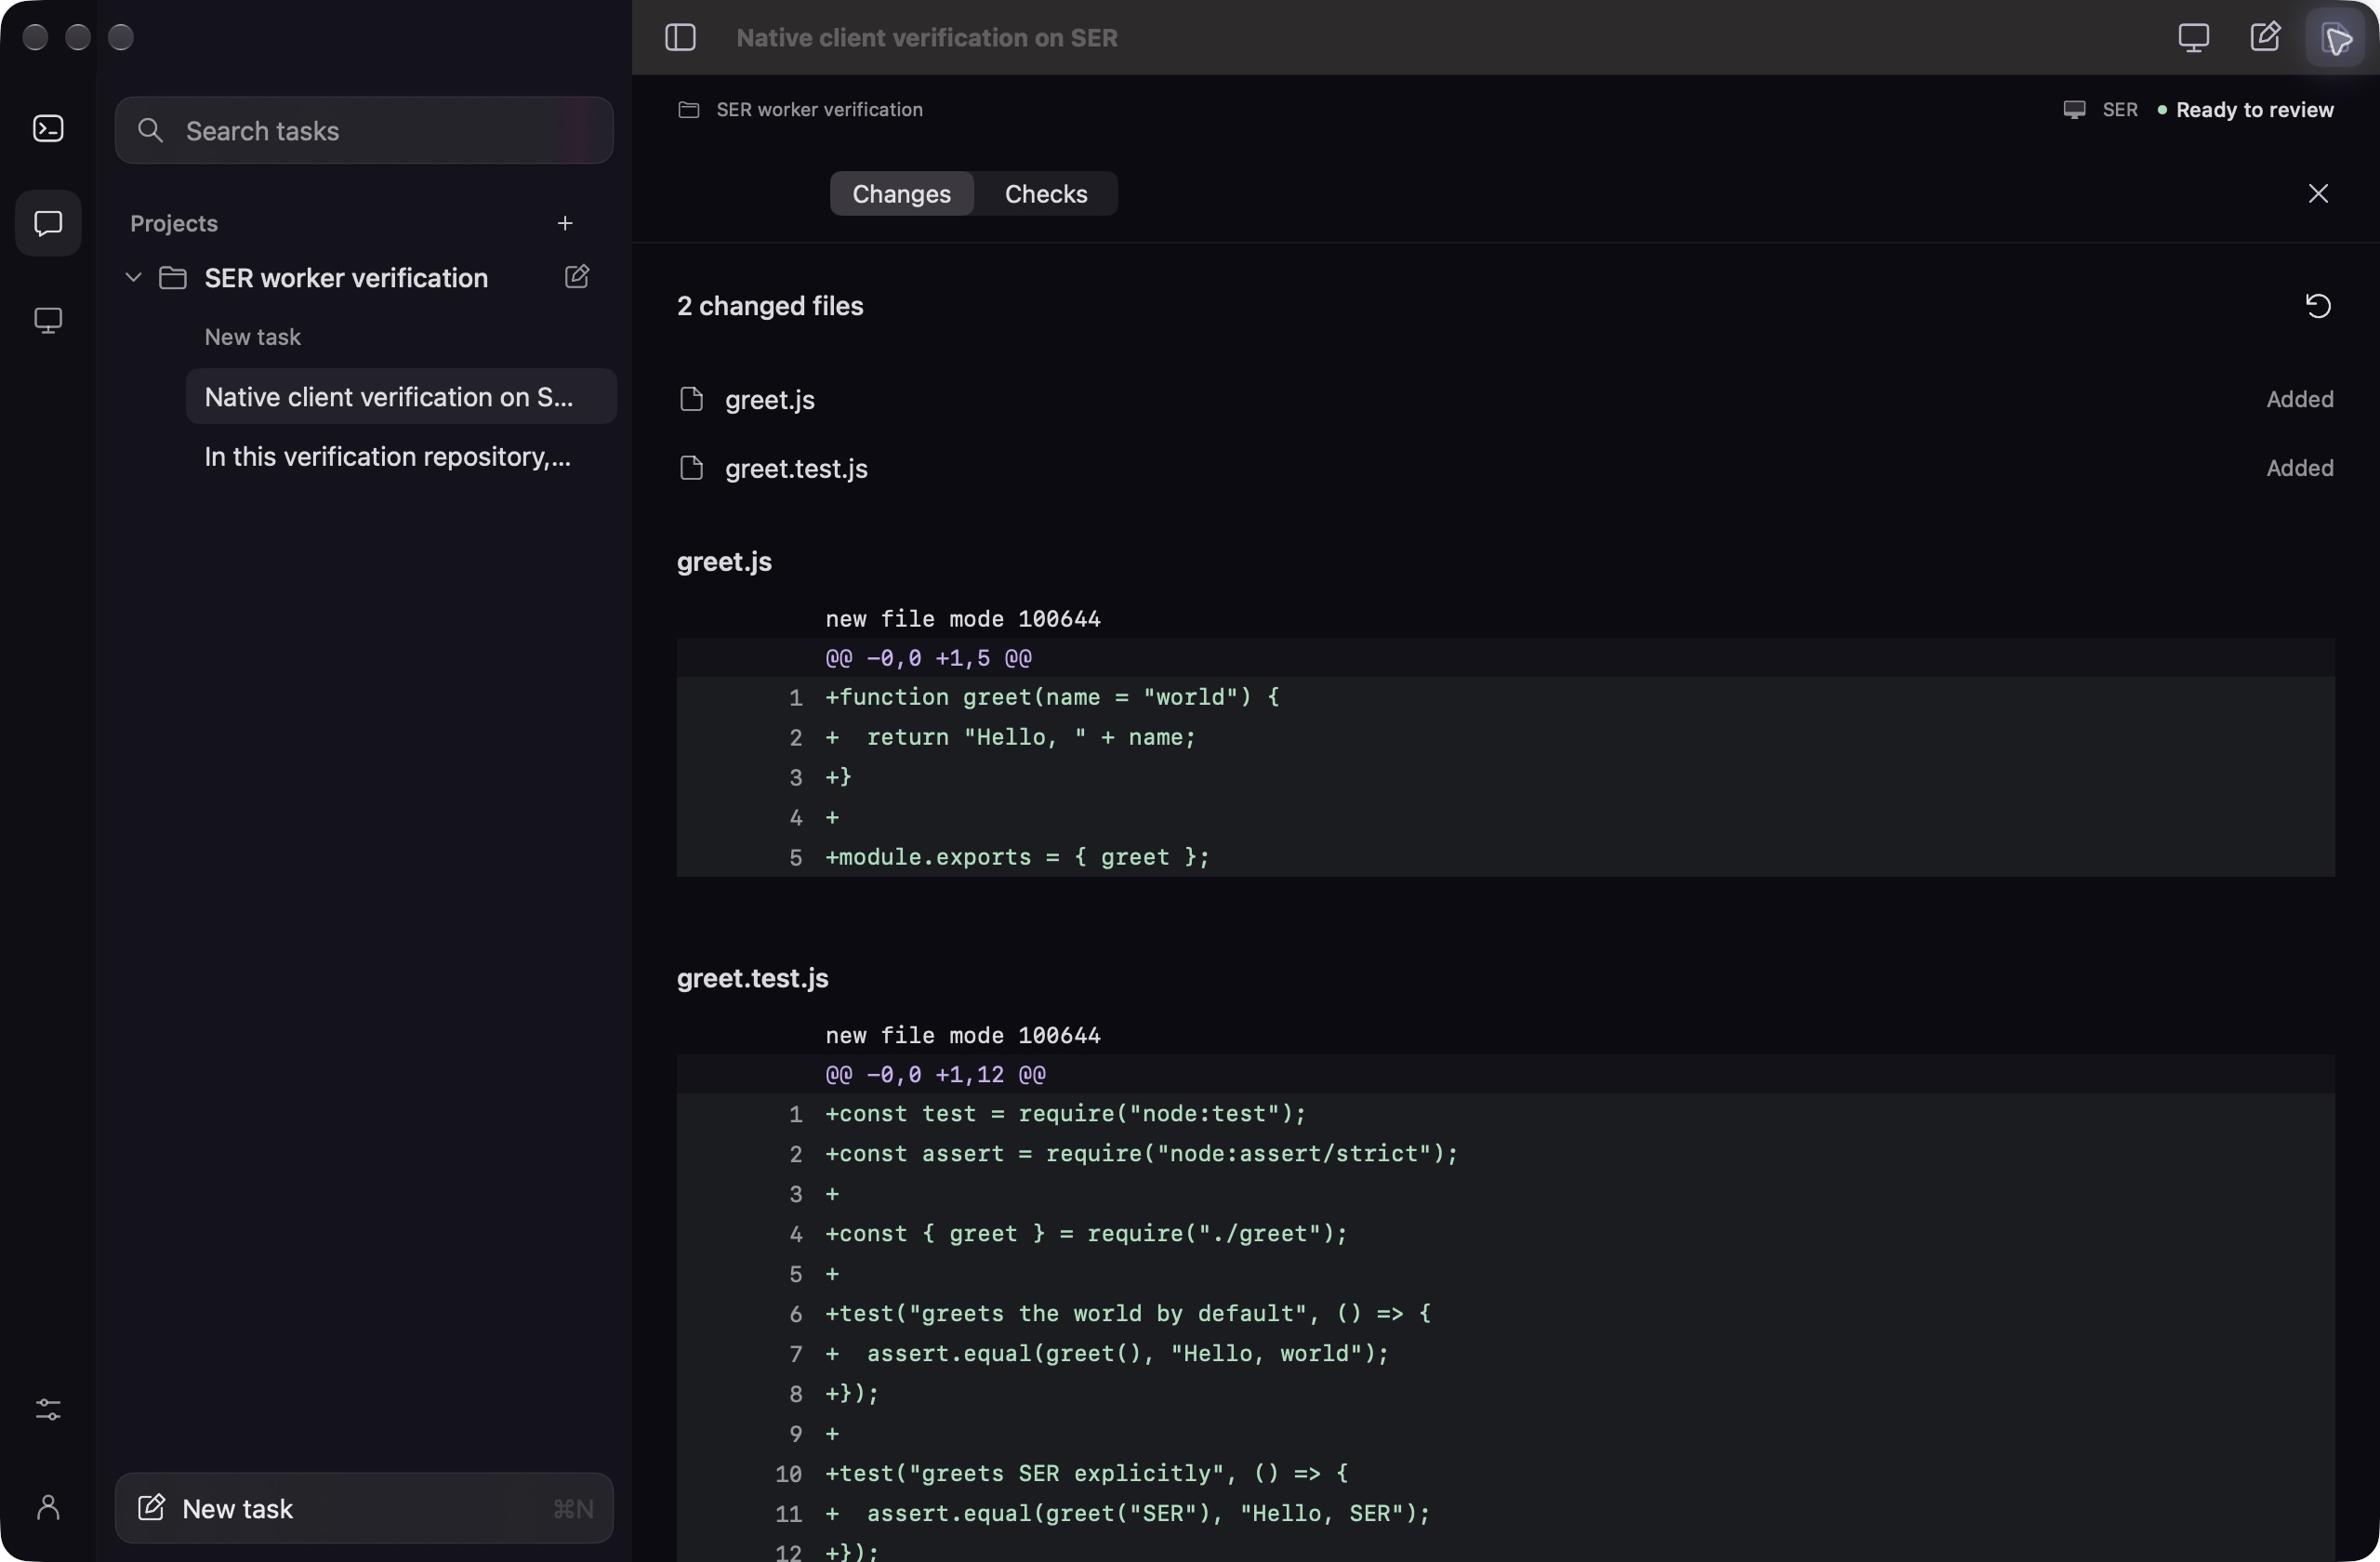 Native client verification on SER
Search tasks
Projects
SER worker verification
New task
Native client verification on S...
In this verification repository,...
New task
⌘N
SER worker verification
SER
Ready to review
Changes
Checks
2 changed files
greet.js
Added
greet.test.js
Added
greet.js
new file mode 100644
@@ −0,0 +1,5 @@
1 +function greet(name = "world") {
2 +  return "Hello, " + name;
3 +}
4 +
5 +module.exports = { greet };
greet.test.js
new file mode 100644
@@ −0,0 +1,12 @@
1 +const test = require("node:test");
2 +const assert = require("node:assert/strict");
3 +
4 +const { greet } = require("./greet");
5 +
6 +test("greets the world by default", () => {
7 +  assert.equal(greet(), "Hello, world");
8 +});
9 +
10 +test("greets SER explicitly", () => {
11 +  assert.equal(greet("SER"), "Hello, SER");
12 +});